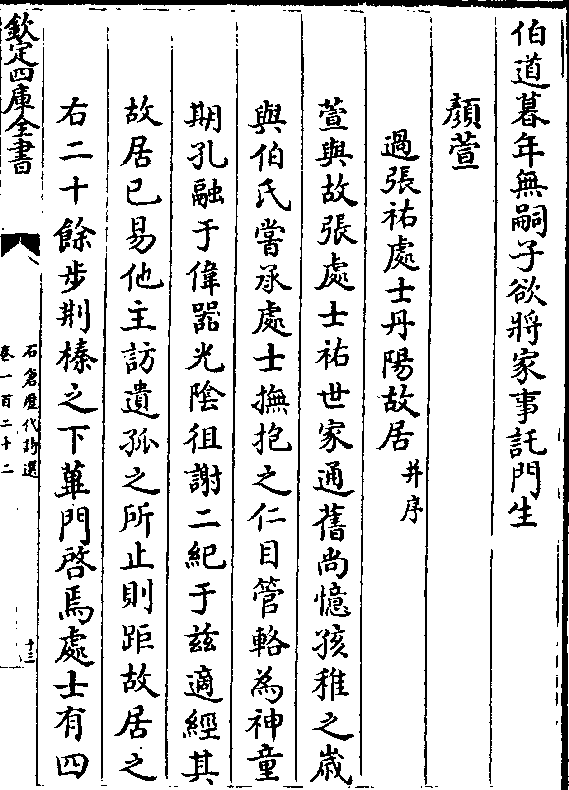 伯道暮年無嗣子欲將家事託門生
顏萱
過張祐處士丹陽故居并序
萱與故張處士祐世家通舊尚憶孩稚之嵗
與伯氏嘗承處士撫抱之仁目管輅為神童
期孔融于偉器光陰徂謝二紀于兹適經其
故居已易他主訪遺孤之所止則距故居之
右二十餘步荆榛之下蓽門啓焉處士有四
欽定四庫全書
石倉歷代詩選
卷一百二十二
十三